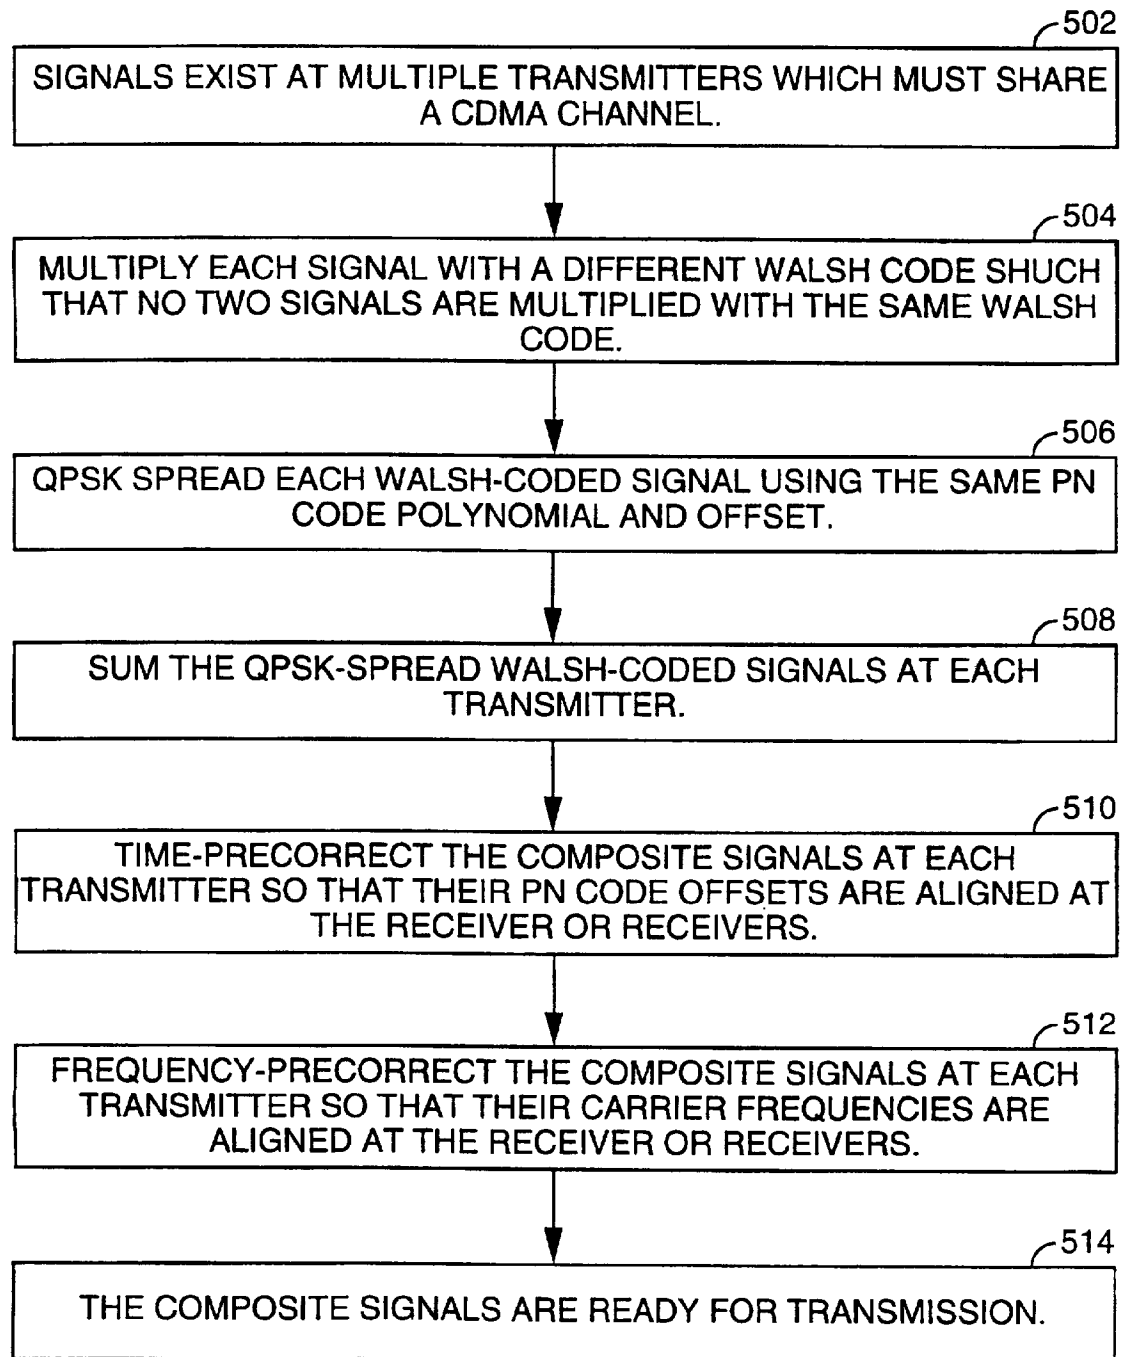 502
SIGNALS EXIST AT MULTIPLE TRANSMITTERS WHICH MUST SHARE
A CDMA CHANNEL.
504
MULTIPLY EACH SIGNAL WITH A DIFFERENT WALSH CODE SHUCH
THAT NO TWO SIGNALS ARE MULTIPLIED WITH THE SAME WALSH
CODE.
506
QPSK SPREAD EACH WALSH-CODED SIGNAL USING THE SAME PN
CODE POLYNOMIAL AND OFFSET.
508
SUM THE QPSK-SPREAD WALSH-CODED SIGNALS AT EACH
TRANSMITTER.
510
TIME-PRECORRECT THE COMPOSITE SIGNALS AT EACH
TRANSMITTER SO THAT THEIR PN CODE OFFSETS ARE ALIGNED AT
THE RECEIVER OR RECEIVERS.
512
FREQUENCY-PRECORRECT THE COMPOSITE SIGNALS AT EACH
TRANSMITTER SO THAT THEIR CARRIER FREQUENCIES ARE
ALIGNED AT THE RECEIVER OR RECEIVERS.
514
THE COMPOSITE SIGNALS ARE READY FOR TRANSMISSION.